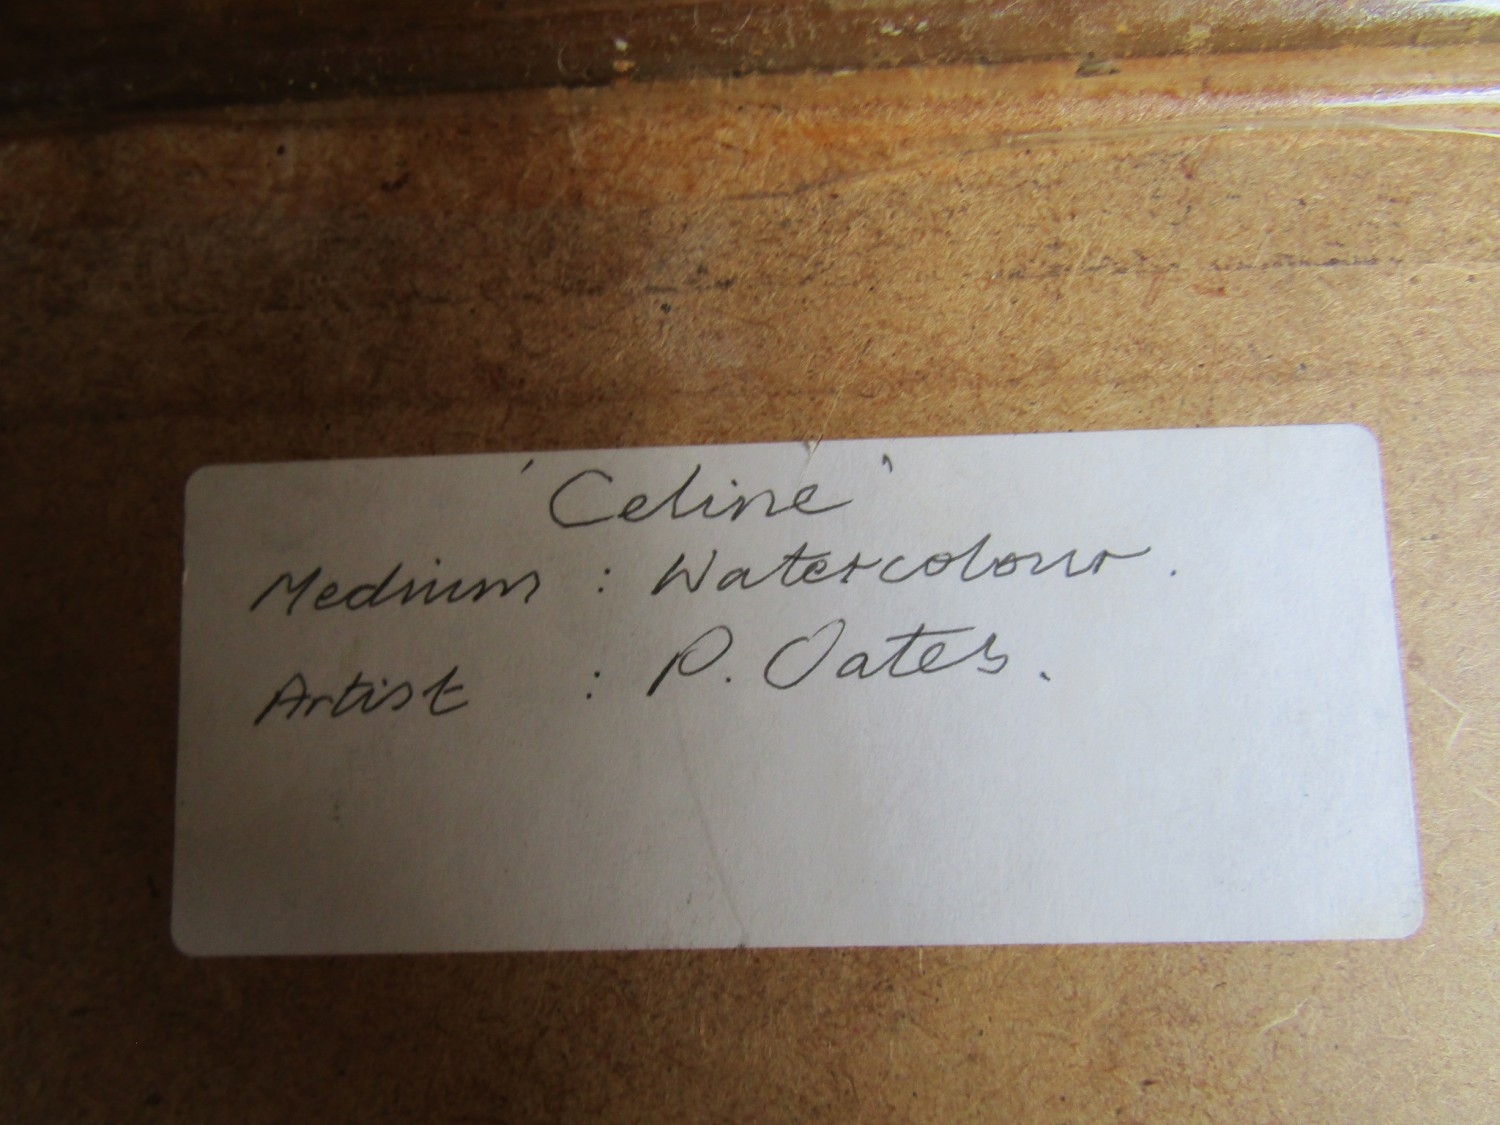 'Celine'
Medium : Watercolour.
Artist : P. Oates.